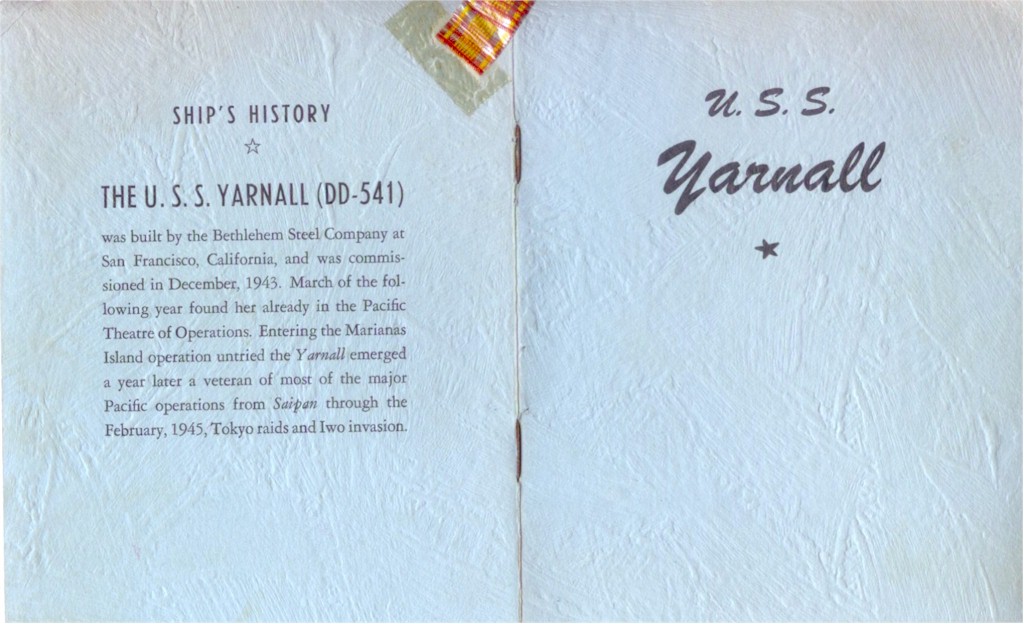 SHIP'S HISTORY
THE U. S. S. YARNALL (DD-541)
was built by the Bethlehem Steel Company at
San Francisco, California, and was commis-
sioned in December, 1943. March of the fol-
lowing year found her already in the Pacific
Theatre of Operations. Entering the Marianas
Island operation untried the Yarnall emerged
a year later a veteran of most of the major
Pacific operations from Saipan through the
February, 1945, Tokyo raids and Iwo invasion.
U. S. S.
Yarnall